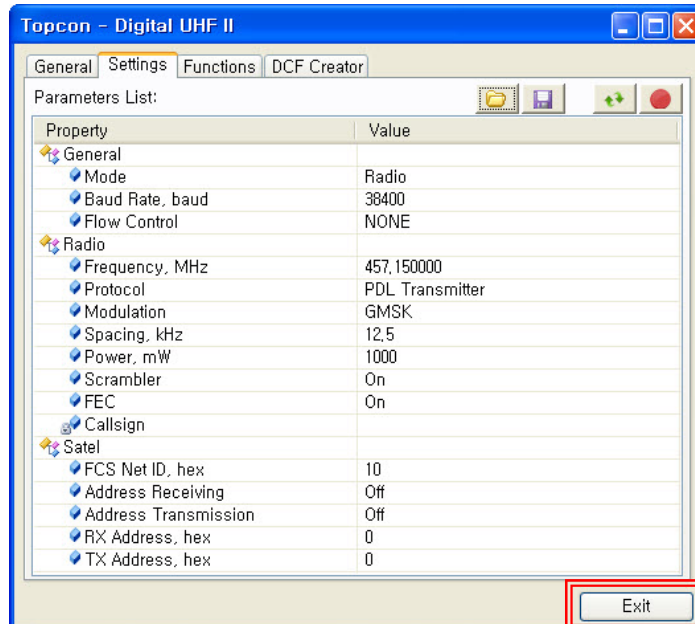 Topcon - Digital UHF II
General Settings Functions DCF Creator
Parameters List:
Property Value
General
Mode Radio
Baud Rate, baud 38400
Flow Control NONE
Radio
Frequency, MHz 457,150000
Protocol PDL Transmitter
Modulation GMSK
Spacing, kHz 12,5
Power, mW 1000
Scrambler On
FEC On
Callsign
Satel
FCS Net ID, hex 10
Address Receiving Off
Address Transmission Off
RX Address, hex 0
TX Address, hex 0
Exit